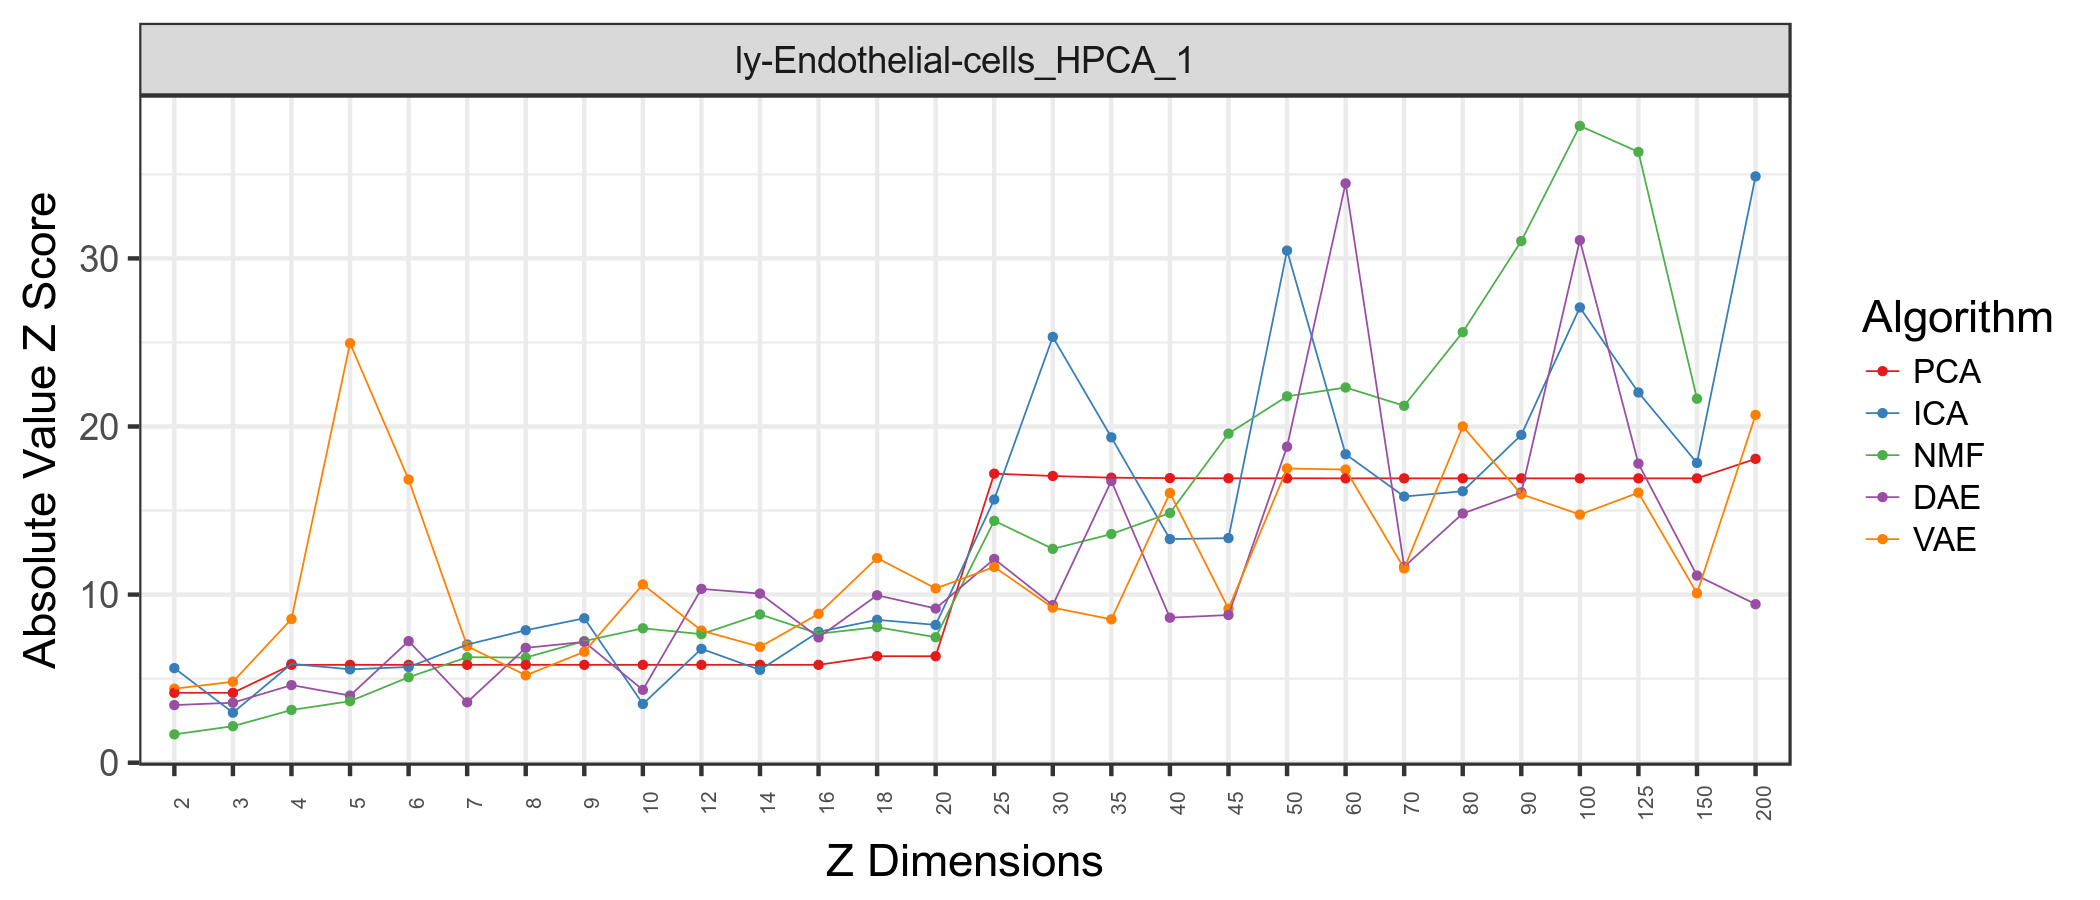 ly-Endothelial-cells_HPCA_1
Absolute Value Z Score
30
20
10
0
2 3 4 5 6 7 8 9 10 12 14 16 18 20 25 30 35 40 45 50 60 70 80 90 100 125 150 200
Z Dimensions
Algorithm
PCA
ICA
NMF
DAE
VAE